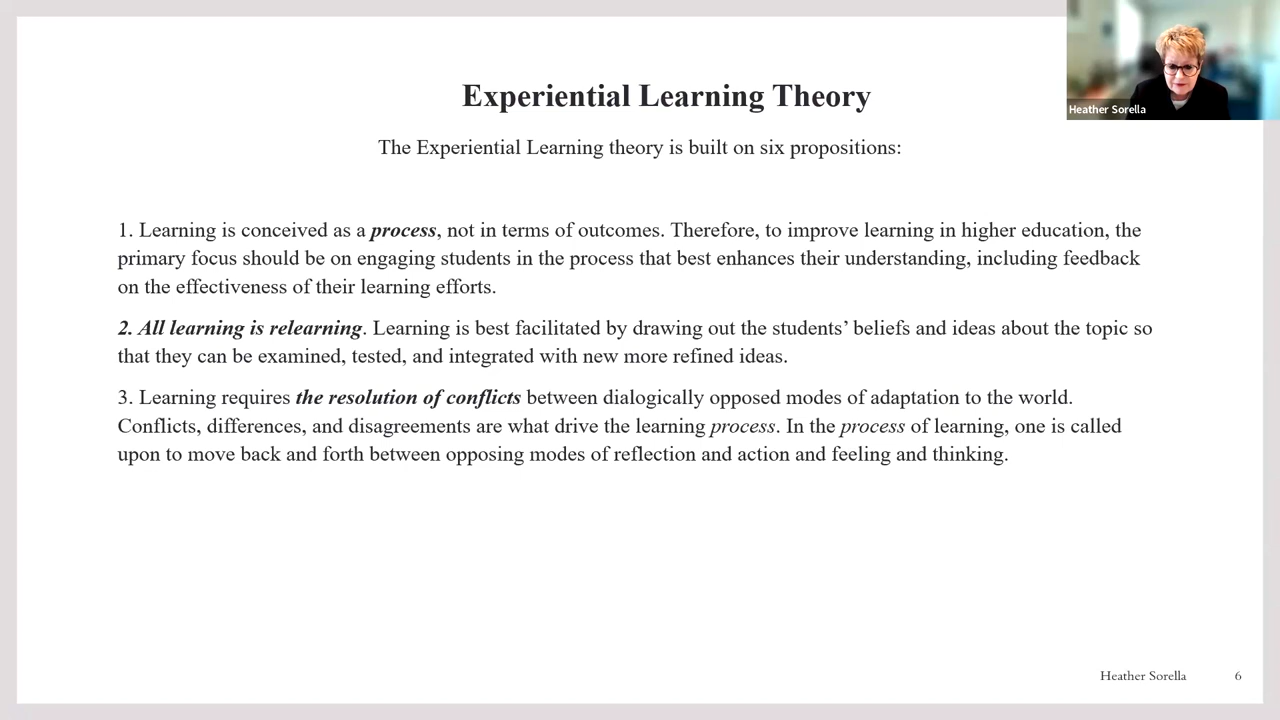 Heather Sorella
Experiential Learning Theory
The Experiential Learning theory is built on six propositions:
1. Learning is conceived as a process, not in terms of outcomes. Therefore, to improve learning in higher education, the
primary focus should be on engaging students in the process that best enhances their understanding, including feedback
on the effectiveness of their learning efforts.
2. All learning is relearning. Learning is best facilitated by drawing out the students’ beliefs and ideas about the topic so
that they can be examined, tested, and integrated with new more refined ideas.
3. Learning requires the resolution of conflicts between dialogically opposed modes of adaptation to the world.
Conflicts, differences, and disagreements are what drive the learning process. In the process of learning, one is called
upon to move back and forth between opposing modes of reflection and action and feeling and thinking.
Heather Sorella 6